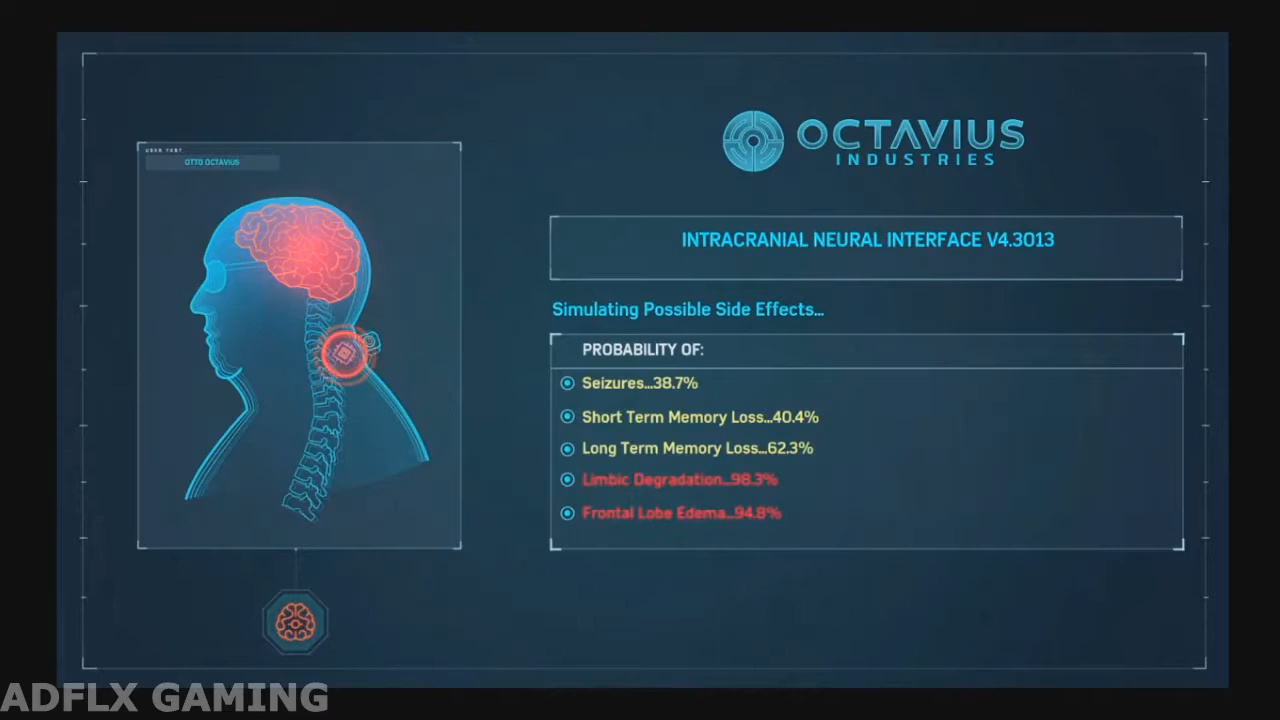 USER TEST
OTTO OCTAVIUS
OCTAVIUS
INDUSTRIES
INTRACRANIAL NEURAL INTERFACE V4.3013
Simulating Possible Side Effects...
PROBABILITY OF:
Seizures...38.7%
Short Term Memory Loss...40.4%
Long Term Memory Loss...62.3%
Limbic Degradation...98.3%
Frontal Lobe Edema...94.8%
ADFLX GAMING